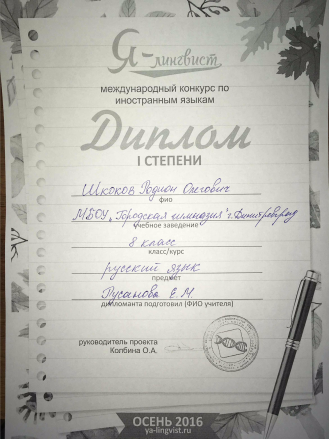 Я-лингвист
международный конкурс по
иностранным языкам
Диплом
I СТЕПЕНИ
Шкоков Родион Олегович
ФИО
МБОУ „Городская гимназия" г. Димитровград
учебное заведение
8 класс
класс/курс
русский язык
предмет
Русанова Е.М.
дипломанта подготовил (ФИО учителя)
руководитель проекта
Колбина О.А.
ОСЕНЬ 2016
ya-lingvist.ru